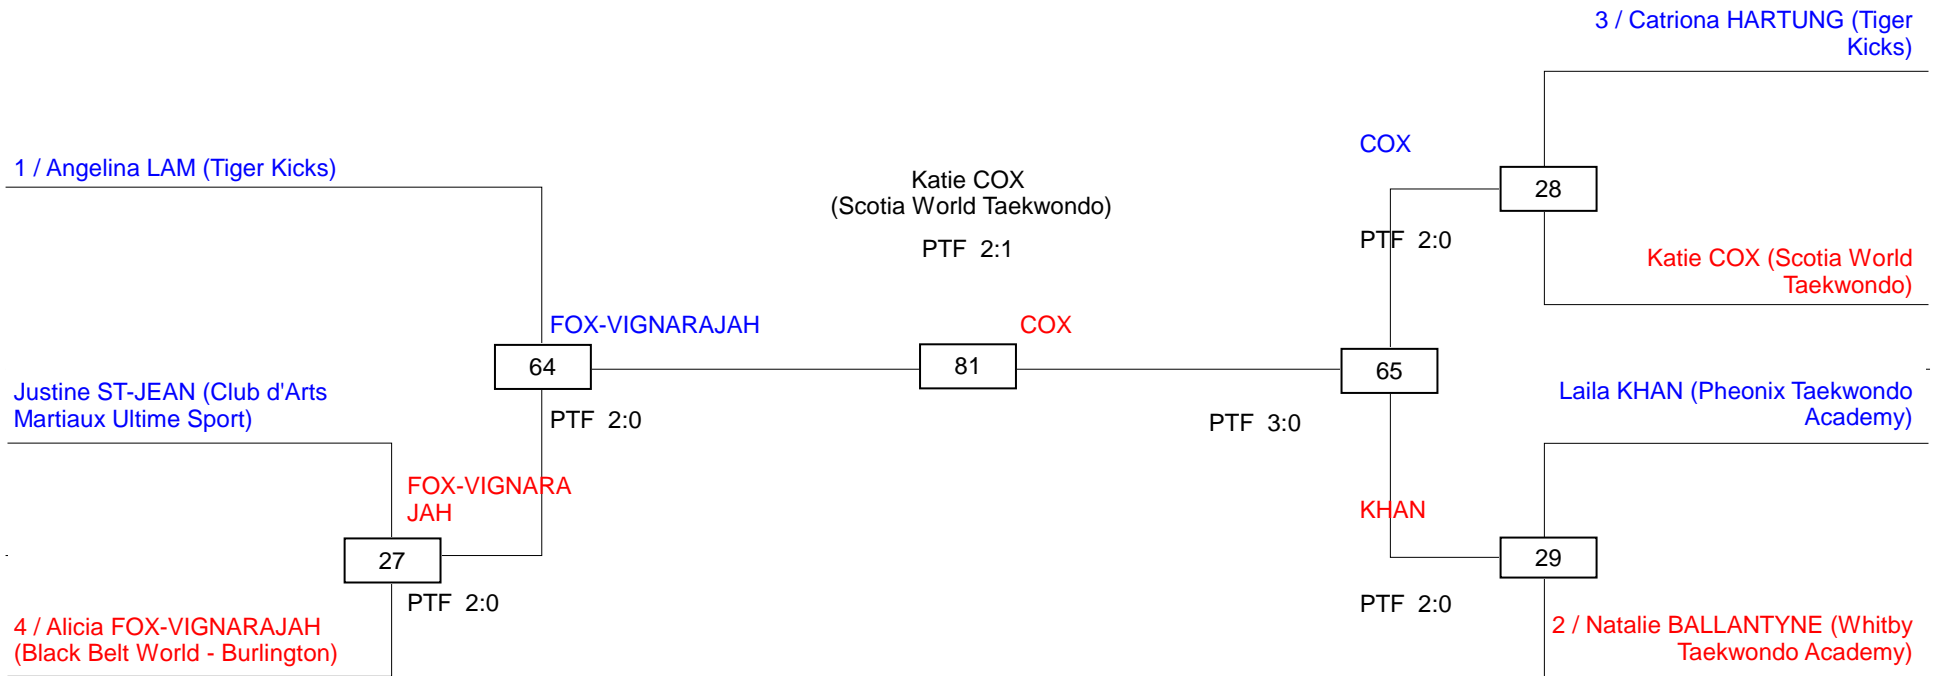 3 / Catriona HARTUNG (Tiger
Kicks)
COX
1 / Angelina LAM (Tiger Kicks)
Katie COX
(Scotia World Taekwondo)
28
PTF 2:1
PTF 2:0
Katie COX (Scotia World
Taekwondo)
FOX-VIGNARAJAH
COX
64
81
65
Justine ST-JEAN (Club d'Arts
Martiaux Ultime Sport)
PTF 2:0
PTF 3:0
Laila KHAN (Pheonix Taekwondo
Academy)
FOX-VIGNARA
JAH
KHAN
27
29
PTF 2:0
PTF 2:0
4 / Alicia FOX-VIGNARAJAH
(Black Belt World - Burlington)
2 / Natalie BALLANTYNE (Whitby
Taekwondo Academy)